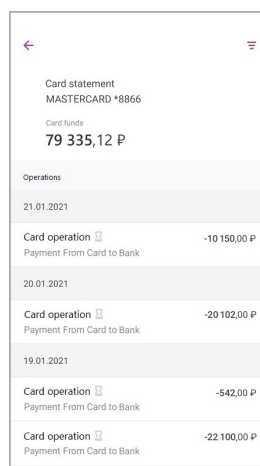 Card statement
MASTERCARD *8866
Card funds
79 335,12 ₽
Operations
21.01.2021
Card operation -10 150,00 ₽
Payment From Card to Bank
20.01.2021
Card operation -20 102,00 ₽
Payment From Card to Bank
19.01.2021
Card operation -542,00 ₽
Payment From Card to Bank
Card operation -22 100,00 ₽
Payment From Card to Bank